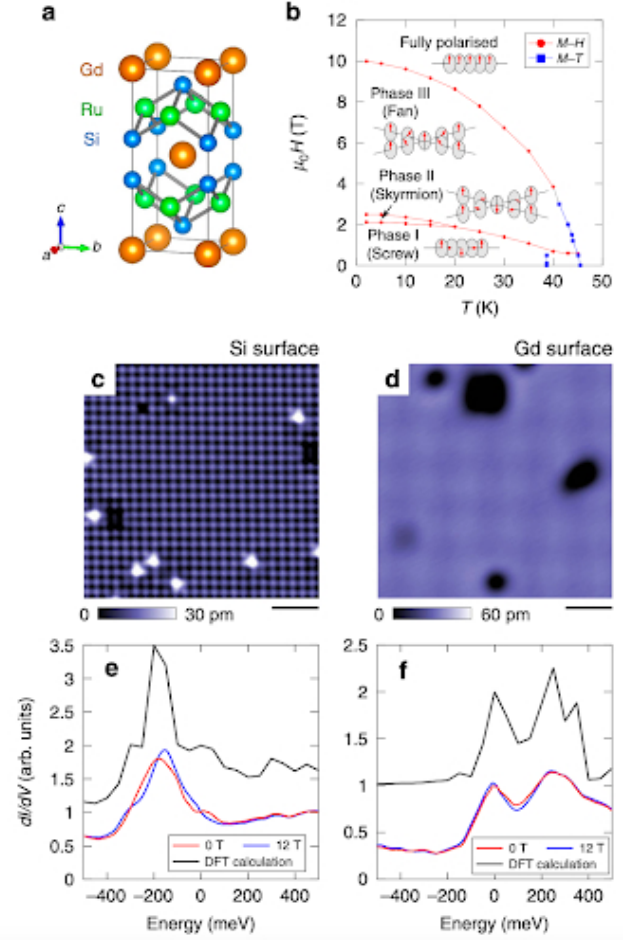 a
Gd
Ru
Si
c
a
b
b
12
10
8
6
4
2
0
μ₀H (T)
Fully polarised
M–H
M–T
Phase III
(Fan)
Phase II
(Skyrmion)
Phase I
(Screw)
0 10 20 30 40 50
T (K)
Si surface
c
0 30 pm
Gd surface
d
0 60 pm
e
3.5
3
2.5
2
1.5
1
0.5
0
dI/dV (arb. units)
0 T 12 T
DFT calculation
−400 −200 0 200 400
Energy (meV)
f
2.5
2
1.5
1
0.5
0
0 T 12 T
DFT calculation
−400 −200 0 200 400
Energy (meV)